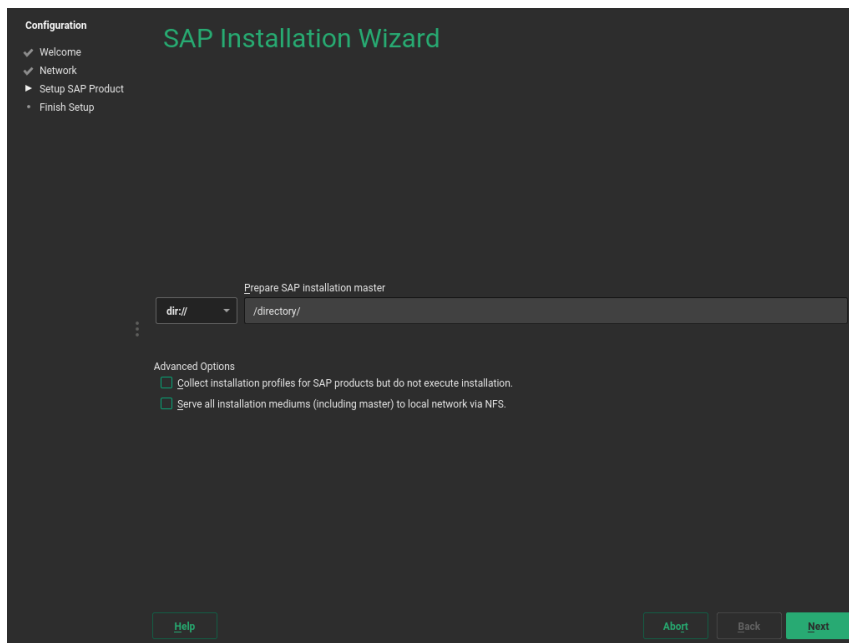 Configuration
Welcome
Network
Setup SAP Product
Finish Setup
SAP Installation Wizard
Prepare SAP installation master
dir://
/directory/
Advanced Options
Collect installation profiles for SAP products but do not execute installation.
Serve all installation mediums (including master) to local network via NFS.
Help
Abort
Back
Next